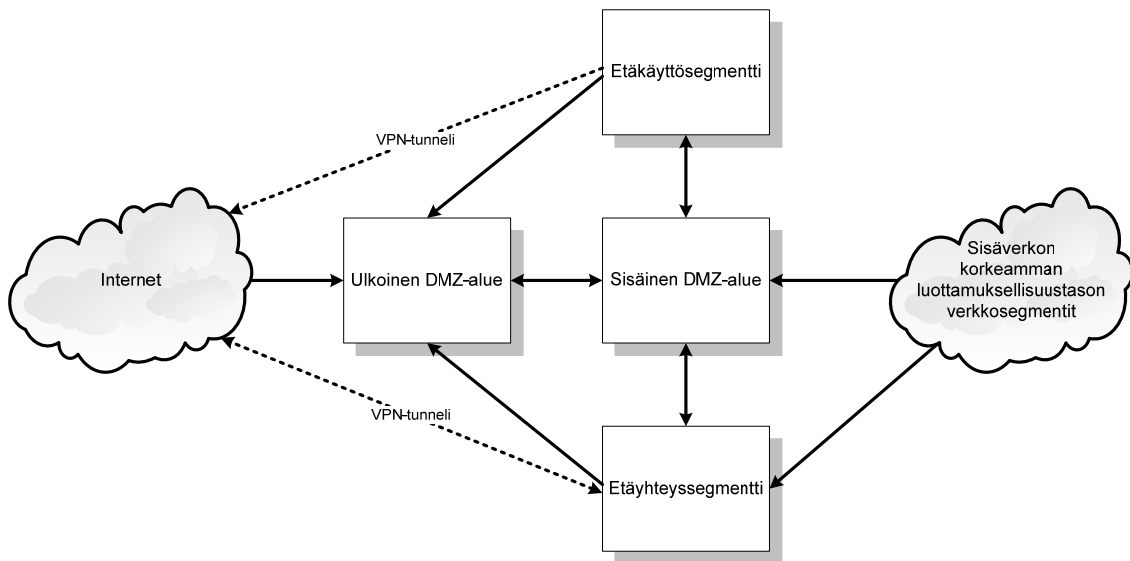 Etäkäyttösegmentti
VPN-tunneli
Internet
Ulkoinen DMZ-alue
Sisäinen DMZ-alue
Sisäverkon
korkeamman
luottamuksellisuustason
verkkosegmentit
VPN-tunneli
Etäyhteyssegmentti